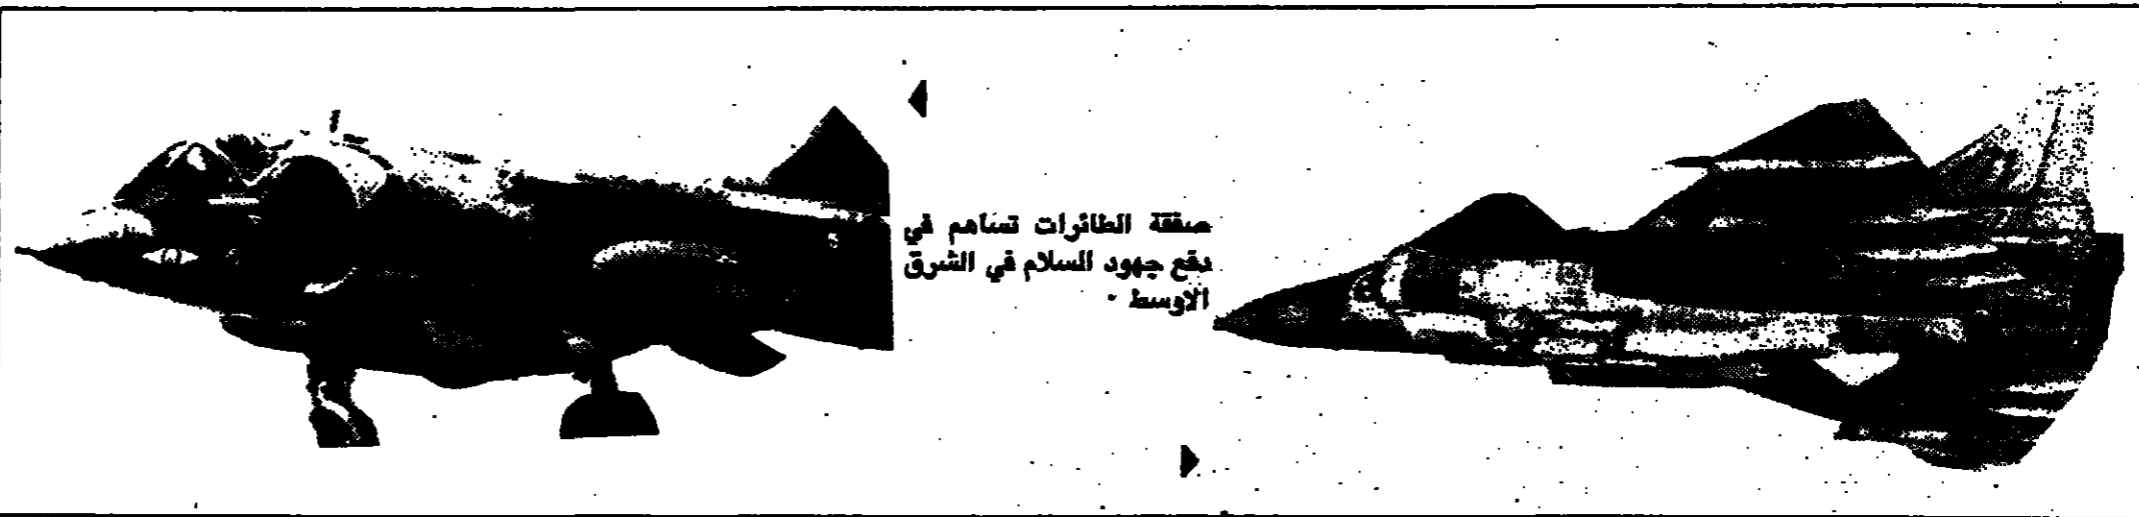 صفقة الطائرات تساهم في
دفع جهود السلام في الشرق
الاوسط